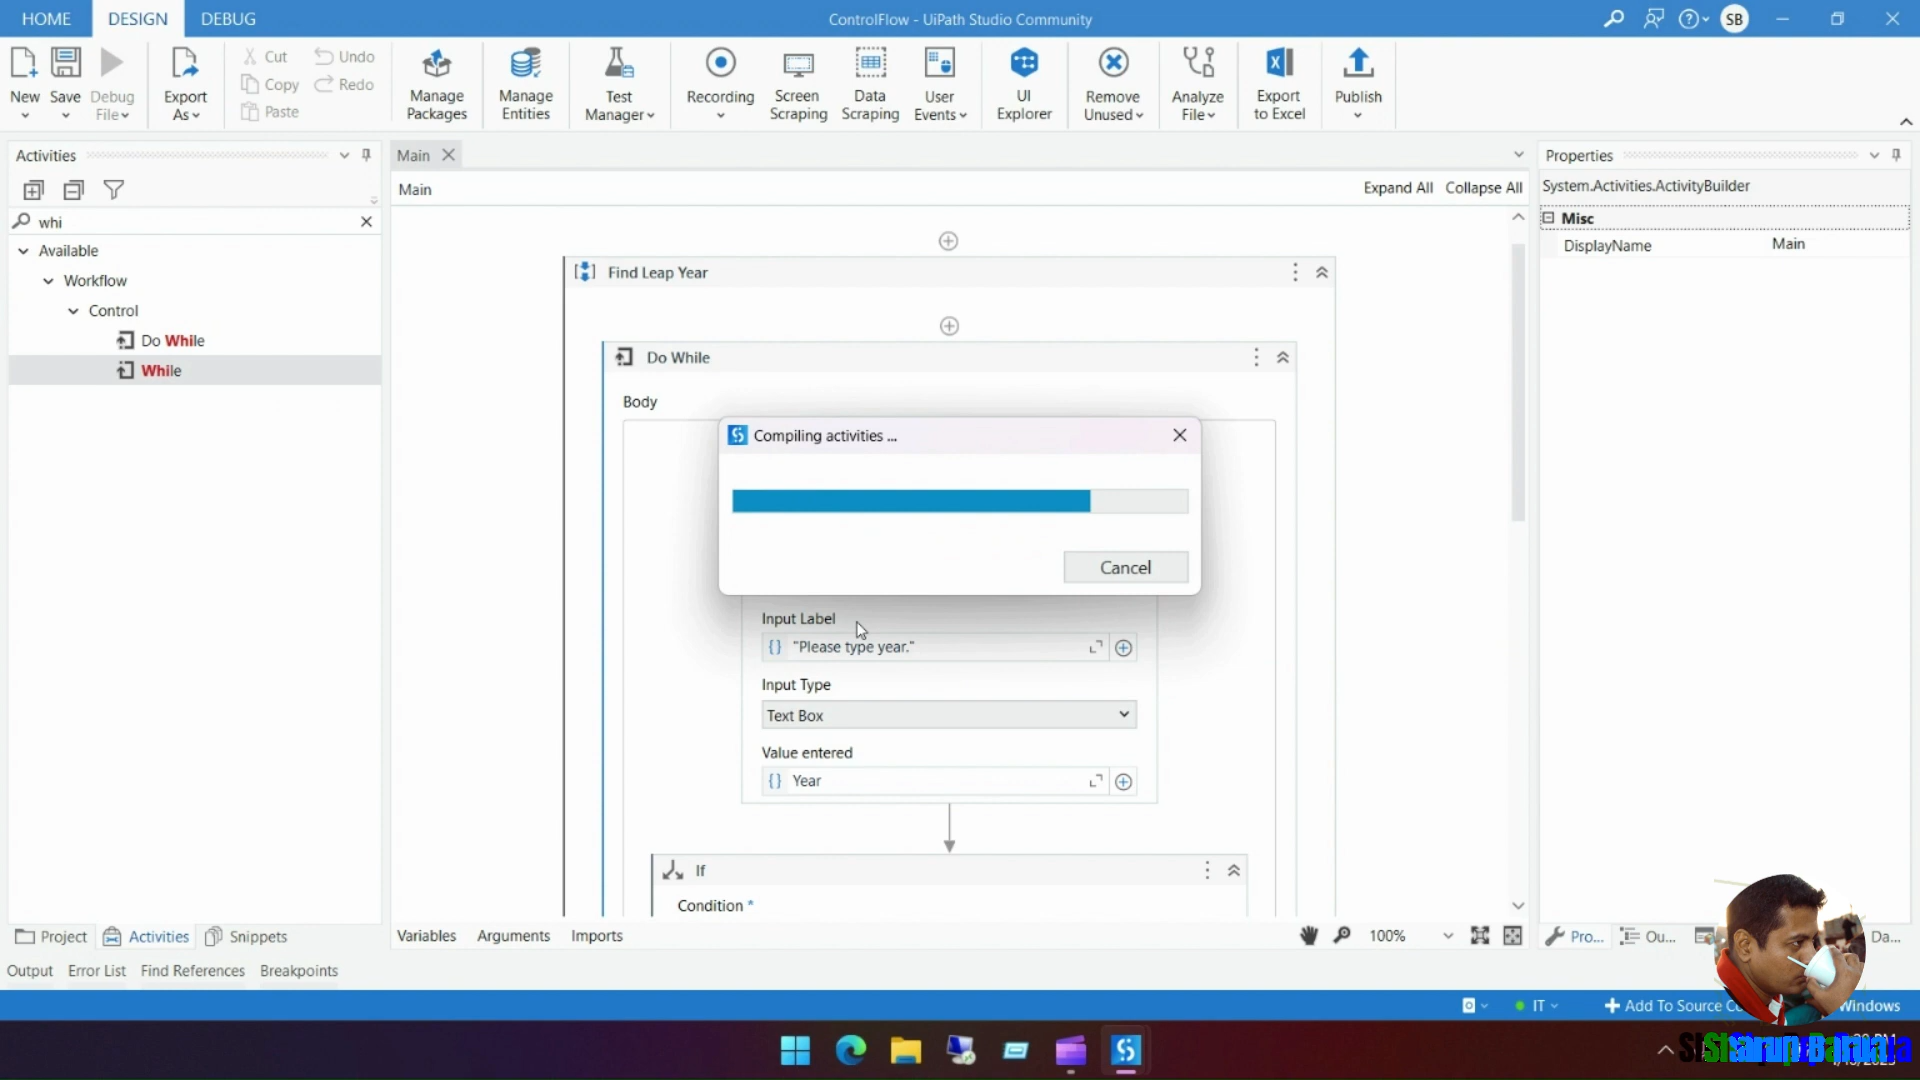 HOME DESIGN DEBUG ControlFlow - UiPath Studio Community SB
New Save Debug File Export As Cut Copy Paste Undo Redo Manage Packages Manage Entities Test Manager Recording Screen Scraping Data Scraping User Events UI Explorer Remove Unused Analyze File Export to Excel Publish
Activities
whi
Available
Workflow
Control
Do While
While
Main
Main Expand All Collapse All
Find Leap Year
Do While
Body
Compiling activities ...
Cancel
Input Label
"Please type year."
Input Type
Text Box
Value entered
Year
If
Condition *
Properties
System.Activities.ActivityBuilder
Misc
DisplayName Main
Project Activities Snippets Variables Arguments Imports 100% Pro... Ou... Da...
Output Error List Find References Breakpoints
IT Add To Source Windows